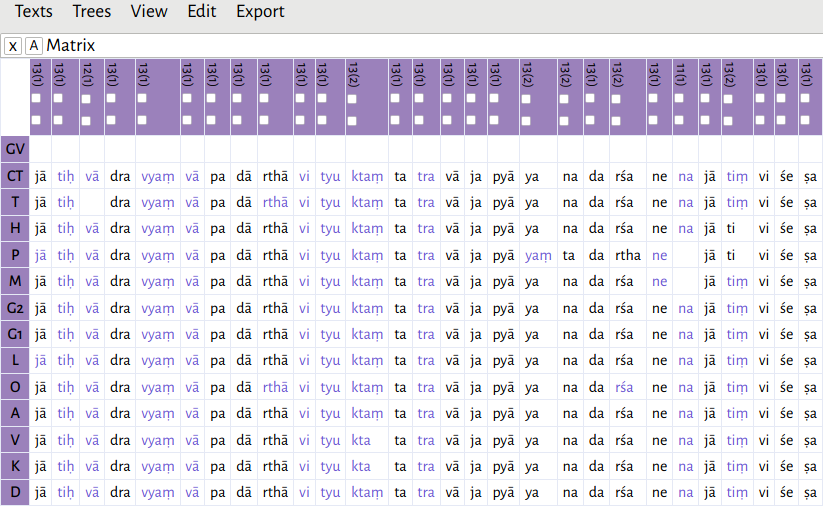 Texts Trees View Edit Export
x A Matrix
13(1) 13(1) 12(1) 13(1) 13(1) 13(1) 13(1) 13(1) 13(1) 13(1) 13(1) 13(2) 13(1) 13(1) 13(1) 13(1) 13(1) 13(2) 13(2) 13(1) 13(2) 13(1) 11(1) 13(1) 13(2) 13(1) 13(1) 13(1)
GV
CT jā tiḥ vā dra vyaṃ vā pa dā rthā vi tyu ktaṃ ta tra vā ja pyā ya na da rśa ne na jā tiṃ vi śe ṣa
T jā tiḥ dra vyaṃ vā pa dā rthā vi tyu ktaṃ ta tra vā ja pyā ya na da rśa ne na jā tiṃ vi śe ṣa
H jā tiḥ vā dra vyaṃ vā pa dā rthā vi tyu ktaṃ ta tra vā ja pyā ya na da rśa ne na jā ti vi śe ṣa
P jā tiḥ vā dra vyaṃ vā pa dā rthā vi tyu ktaṃ ta tra vā ja pyā yaṃ ta da rtha ne jā ti vi śe ṣa
M jā tiḥ vā dra vyaṃ vā pa dā rthā vi tyu ktaṃ ta tra vā ja pyā ya na da rśa ne jā tiṃ vi śe ṣa
G2 jā tiḥ vā dra vyaṃ vā pa dā rthā vi tyu ktaṃ ta tra vā ja pyā ya na da rśa ne na jā tiṃ vi śe ṣa
G1 jā tiḥ vā dra vyaṃ vā pa dā rthā vi tyu ktaṃ ta tra vā ja pyā ya na da rśa ne na jā tiṃ vi śe ṣa
L jā tiḥ vā dra vyaṃ vā pa dā rthā vi tyu ktaṃ ta tra vā ja pyā ya na da rśa ne na jā tiṃ vi śe ṣa
O jā tiḥ vā dra vyaṃ vā pa dā rthā vi tyu ktaṃ ta tra vā ja pyā ya na da rśa ne na jā tiṃ vi śe ṣa
A jā tiḥ vā dra vyaṃ vā pa dā rthā vi tyu ktaṃ ta tra vā ja pyā ya na da rśa ne na jā tiṃ vi śe ṣa
V jā tiḥ vā dra vyaṃ vā pa dā rthā vi tyu kta ta tra vā ja pyā ya na da rśa ne na jā tiṃ vi śe ṣa
K jā tiḥ vā dra vyaṃ vā pa dā rthā vi tyu kta ta tra vā ja pyā ya na da rśa ne na jā tiṃ vi śe ṣa
D jā tiḥ vā dra vyaṃ vā pa dā rthā vi tyu ktaṃ ta tra vā ja pyā ya na da rśa ne na jā tiṃ vi śe ṣa